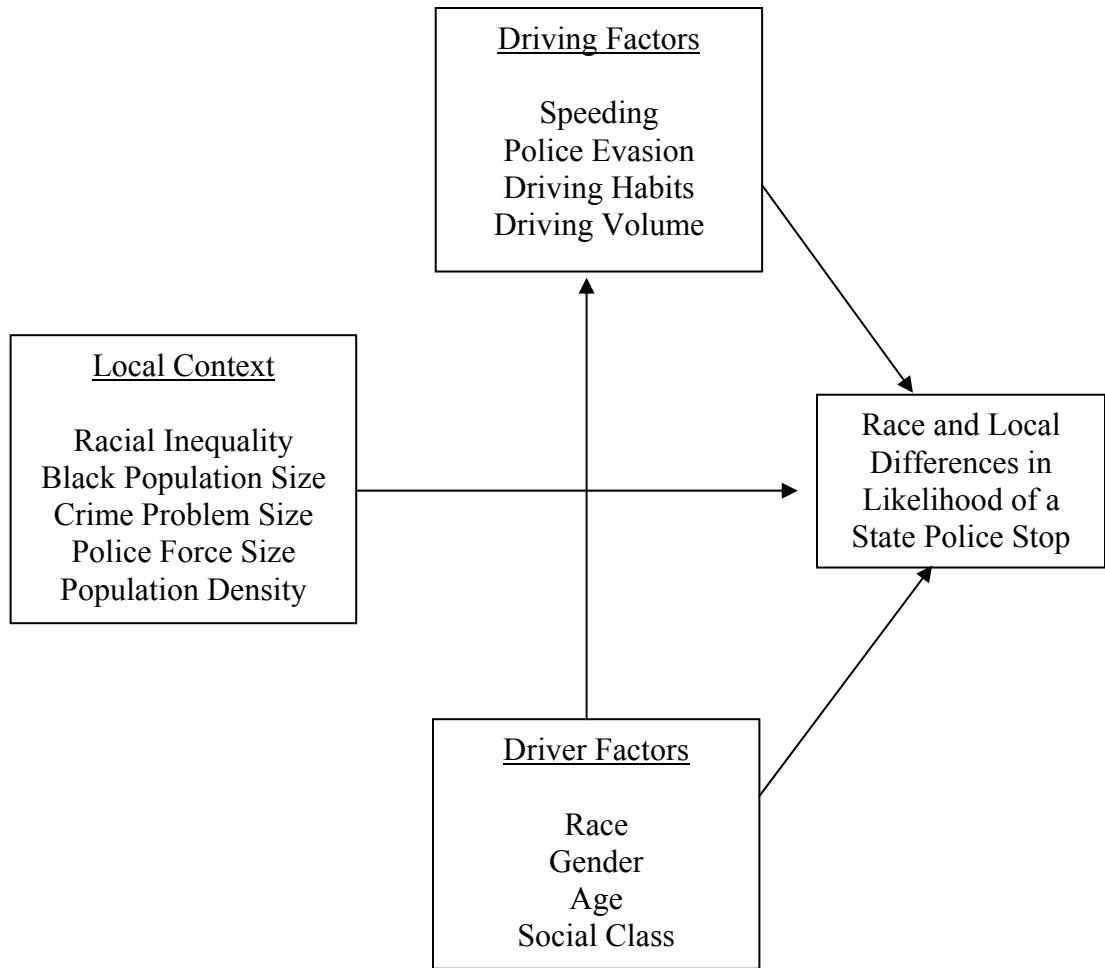 Driving Factors
Speeding
Police Evasion
Driving Habits
Driving Volume
Local Context
Racial Inequality
Black Population Size
Crime Problem Size
Police Force Size
Population Density
Race and Local
Differences in
Likelihood of a
State Police Stop
Driver Factors
Race
Gender
Age
Social Class